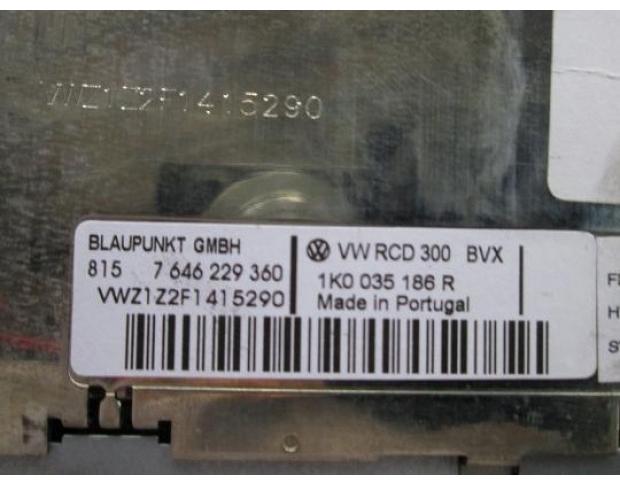 VWZ1Z2F1415290
BLAUPUNKT GMBH
815 7 646 229 360
VWZ1Z2F1415290
VW RCD 300 BVX
1K0 035 186 R
Made in Portugal